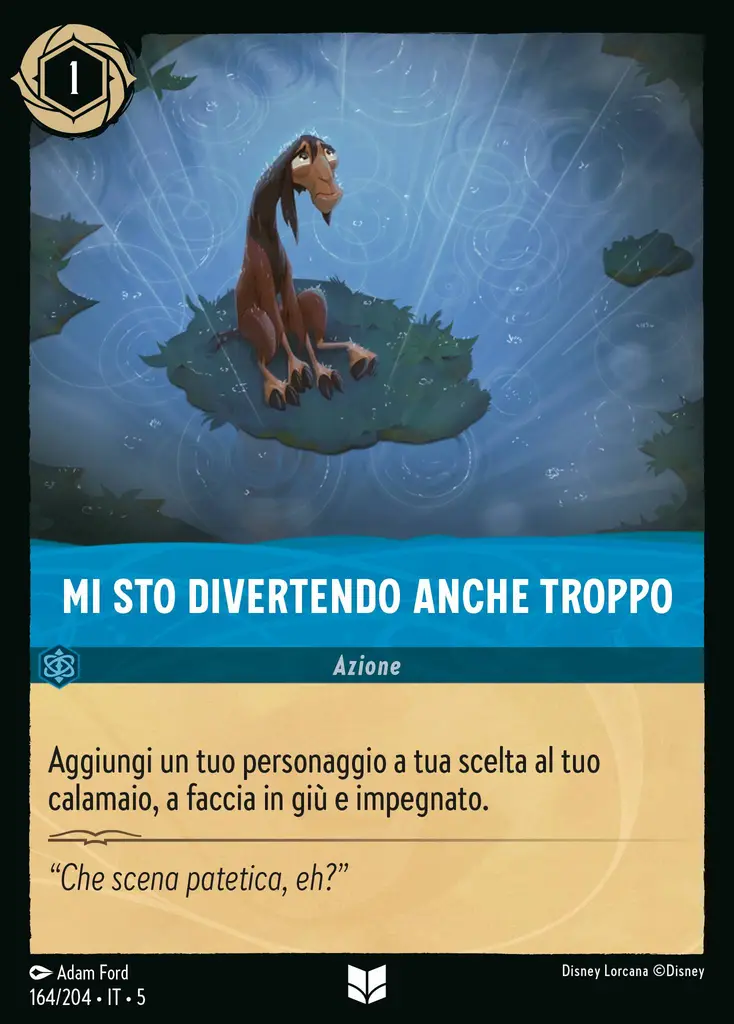 1
MI STO DIVERTENDO ANCHE TROPPO
Azione
Aggiungi un tuo personaggio a tua scelta al tuo
calamaio, a faccia in giù e impegnato.
“Che scena patetica, eh?”
Adam Ford
164/204 • IT • 5
Disney Lorcana ©Disney